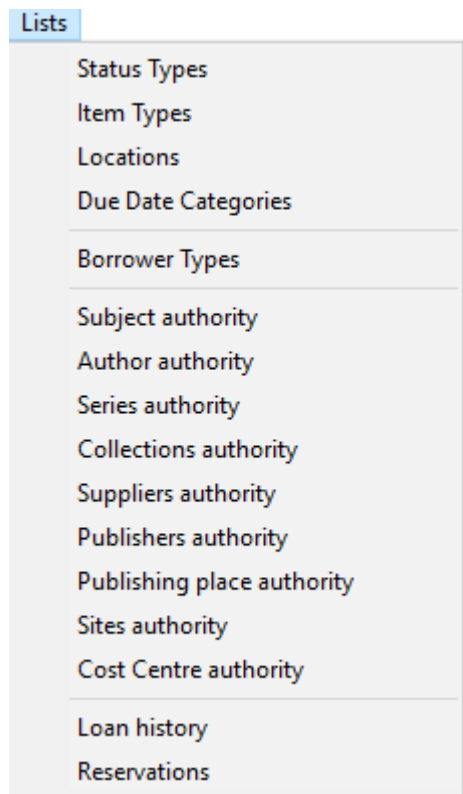 Lists
Status Types
Item Types
Locations
Due Date Categories
Borrower Types
Subject authority
Author authority
Series authority
Collections authority
Suppliers authority
Publishers authority
Publishing place authority
Sites authority
Cost Centre authority
Loan history
Reservations